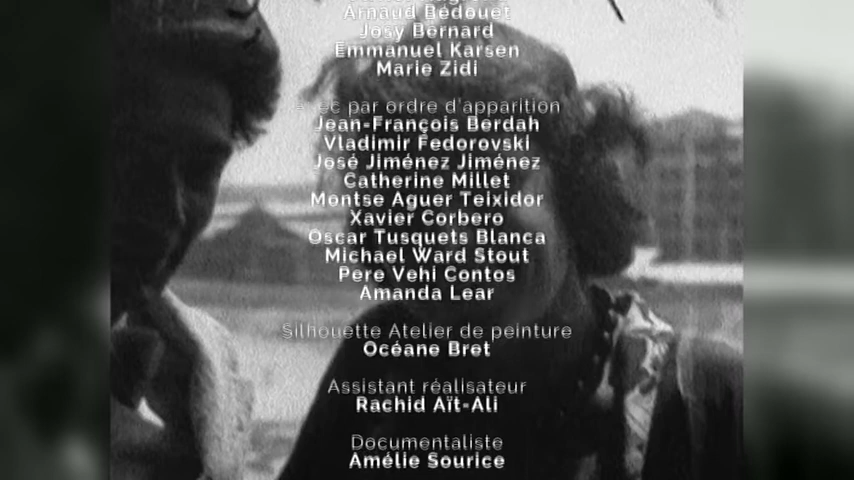 Arnaud Bedouet
Josy Bernard
Emmanuel Karsen
Marie Zidi
ec par ordre d'apparition
Jean-François Berdah
Vladimir Fedorovski
José Jiménez Jiménez
Catherine Millet
Montse Aguer Teixidor
Xavier Corbero
Oscar Tusquets Blanca
Michael Ward Stout
Pere Vehi Contos
Amanda Lear
Silhouette Atelier de peinture
Océane Bret
Assistant réalisateur
Rachid Aït-Ali
Documentaliste
Amélie Sourice